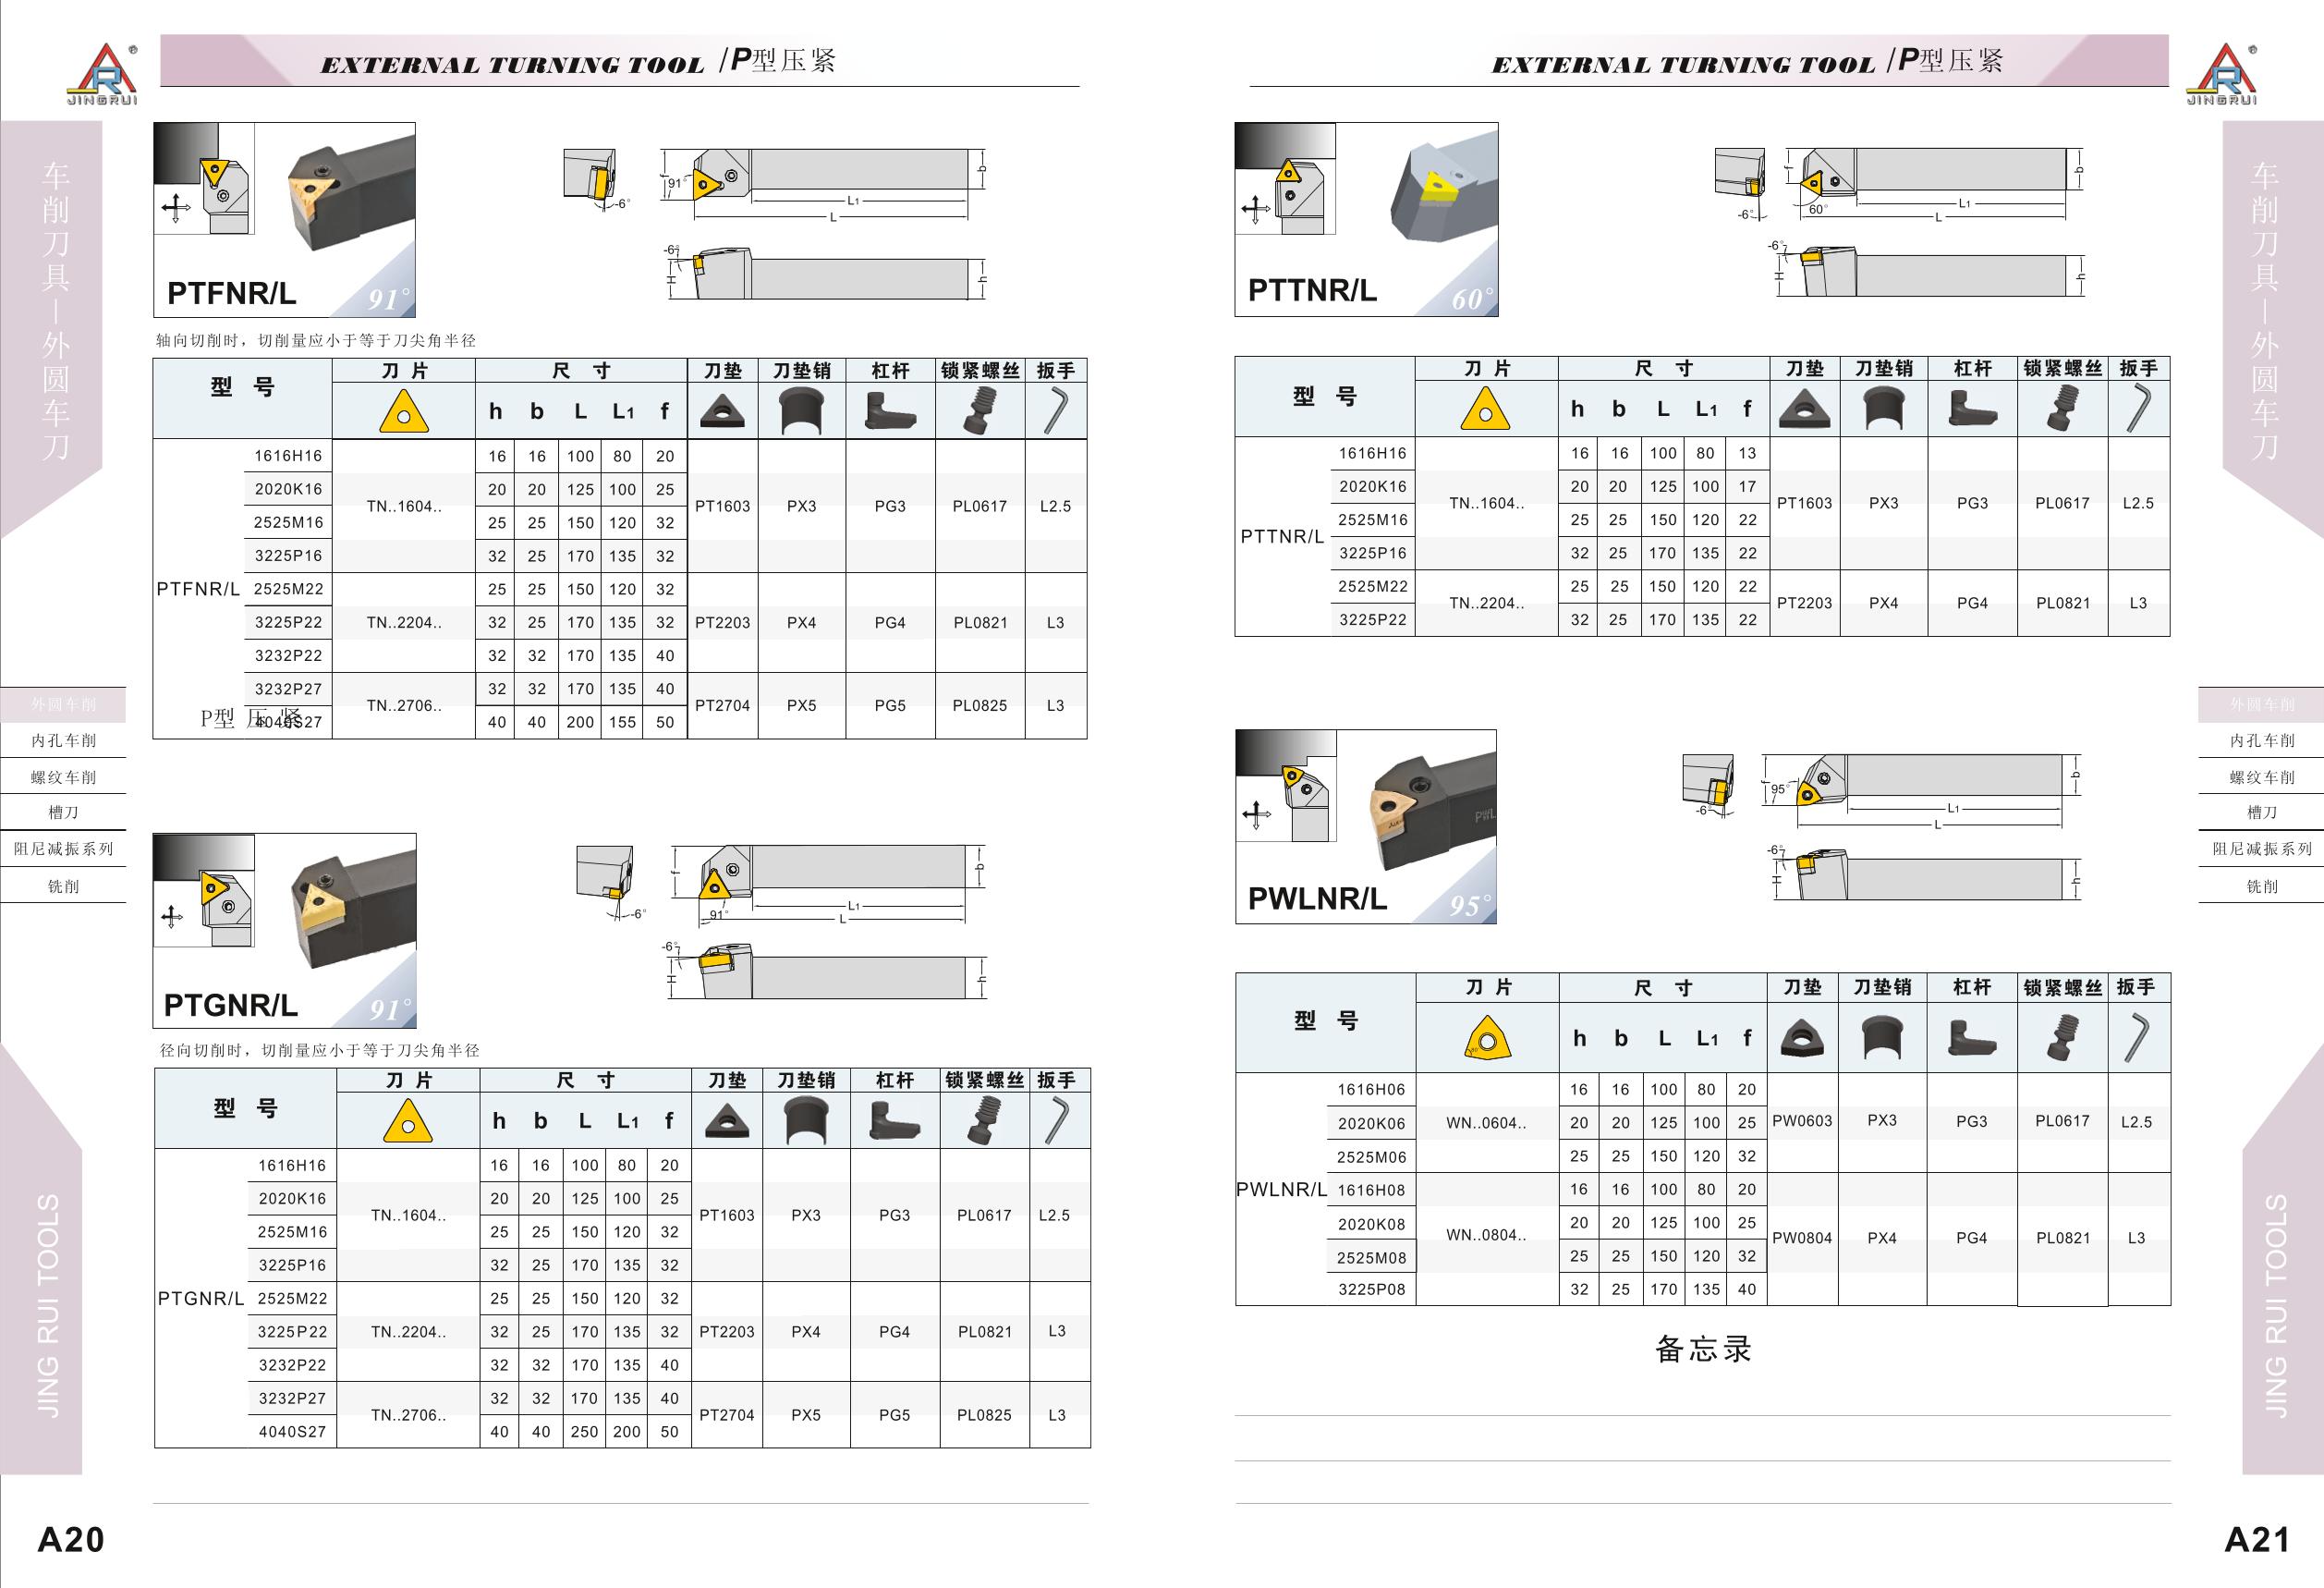 EXTERNAL TURNING TOOL /P型压紧
JINGRUI
车削刀具—外圆车刀
外圆车削
内孔车削
螺纹车削
槽刀
阻尼减振系列
铣削
JING RUI TOOLS
PTFNR/L 91°
91° -6° f b L1 L
-6° H h
轴向切削时，切削量应小于等于刀尖角半径
型 号 刀 片 尺 寸 刀垫 刀垫销 杠杆 锁紧螺丝 扳手
h b L L1 f
1616H16 16 16 100 80 20
2020K16 20 20 125 100 25
TN..1604.. PT1603 PX3 PG3 PL0617 L2.5
2525M16 25 25 150 120 32
3225P16 32 25 170 135 32
PTFNR/L 2525M22 25 25 150 120 32
3225P22 TN..2204.. 32 25 170 135 32 PT2203 PX4 PG4 PL0821 L3
3232P22 32 32 170 135 40
3232P27 32 32 170 135 40
TN..2706.. PT2704 PX5 PG5 PL0825 L3
4040S27 40 40 200 155 50
P型 压 紧
PTGNR/L 91°
91° -6° f b L1 L
-6° H h
径向切削时，切削量应小于等于刀尖角半径
型 号 刀 片 尺 寸 刀垫 刀垫销 杠杆 锁紧螺丝 扳手
h b L L1 f
1616H16 16 16 100 80 20
2020K16 20 20 125 100 25
TN..1604.. PT1603 PX3 PG3 PL0617 L2.5
2525M16 25 25 150 120 32
3225P16 32 25 170 135 32
PTGNR/L 2525M22 25 25 150 120 32
3225P22 TN..2204.. 32 25 170 135 32 PT2203 PX4 PG4 PL0821 L3
3232P22 32 32 170 135 40
3232P27 32 32 170 135 40
TN..2706.. PT2704 PX5 PG5 PL0825 L3
4040S27 40 40 250 200 50
A20
EXTERNAL TURNING TOOL /P型压紧
JINGRUI
车削刀具—外圆车刀
外圆车削
内孔车削
螺纹车削
槽刀
阻尼减振系列
铣削
JING RUI TOOLS
PTTNR/L 60°
60° -6° f b L1 L
-6° H h
型 号 刀 片 尺 寸 刀垫 刀垫销 杠杆 锁紧螺丝 扳手
h b L L1 f
1616H16 16 16 100 80 13
2020K16 20 20 125 100 17
TN..1604.. PT1603 PX3 PG3 PL0617 L2.5
2525M16 25 25 150 120 22
PTTNR/L
3225P16 32 25 170 135 22
2525M22 25 25 150 120 22
TN..2204.. PT2203 PX4 PG4 PL0821 L3
3225P22 32 25 170 135 22
PWLNR/L 95°
PWL
95° -6° f b L1 L
-6° H h
型 号 刀 片 尺 寸 刀垫 刀垫销 杠杆 锁紧螺丝 扳手
80°
h b L L1 f
1616H06 16 16 100 80 20
2020K06 WN..0604.. 20 20 125 100 25 PW0603 PX3 PG3 PL0617 L2.5
2525M06 25 25 150 120 32
PWLNR/L 1616H08 16 16 100 80 20
2020K08 20 20 125 100 25
WN..0804.. PW0804 PX4 PG4 PL0821 L3
2525M08 25 25 150 120 32
3225P08 32 25 170 135 40
备忘录
A21